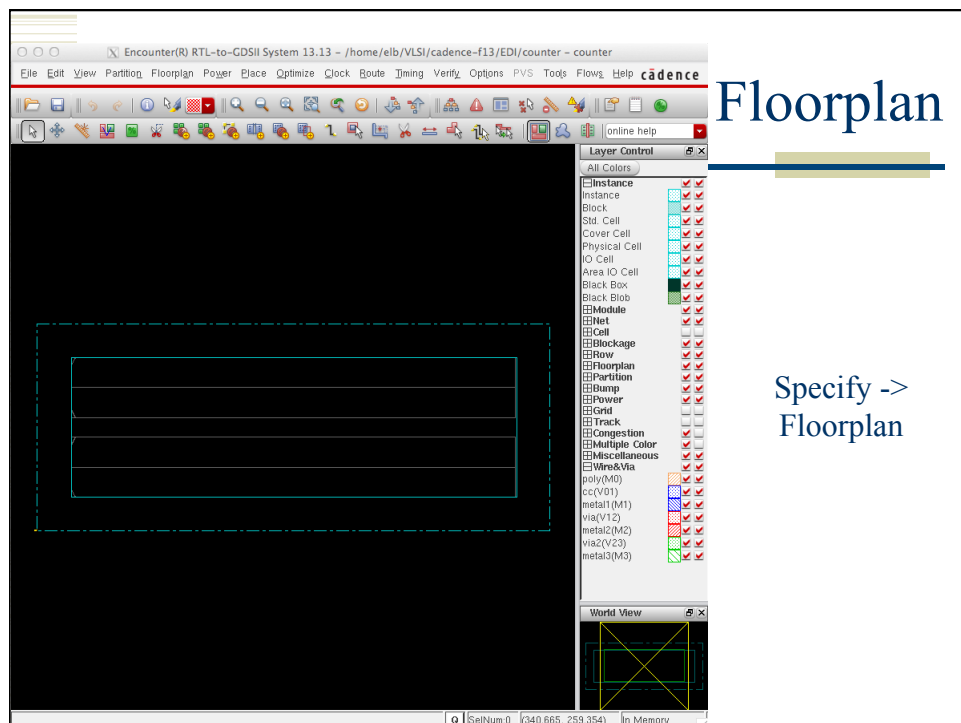 Encounter(R) RTL-to-GDSII System 13.13 - /home/elb/VLSI/cadence-f13/EDI/counter - counter
File Edit View Partition Floorplan Power Place Optimize Clock Route Timing Verify Options PVS Tools Flows Help cādence
Floorplan
online help
Layer Control
All Colors
Instance
Instance
Block
Std. Cell
Cover Cell
Physical Cell
IO Cell
Area IO Cell
Black Box
Black Blob
Module
Net
Cell
Blockage
Row
Floorplan
Partition
Bump
Power
Grid
Track
Congestion
Multiple Color
Miscellaneous
Wire&Via
poly(M0)
cc(V01)
metal1(M1)
via(V12)
metal2(M2)
via2(V23)
metal3(M3)
Specify ->
Floorplan
World View
Q SelNum:0 (340.665, 259.354) In Memory